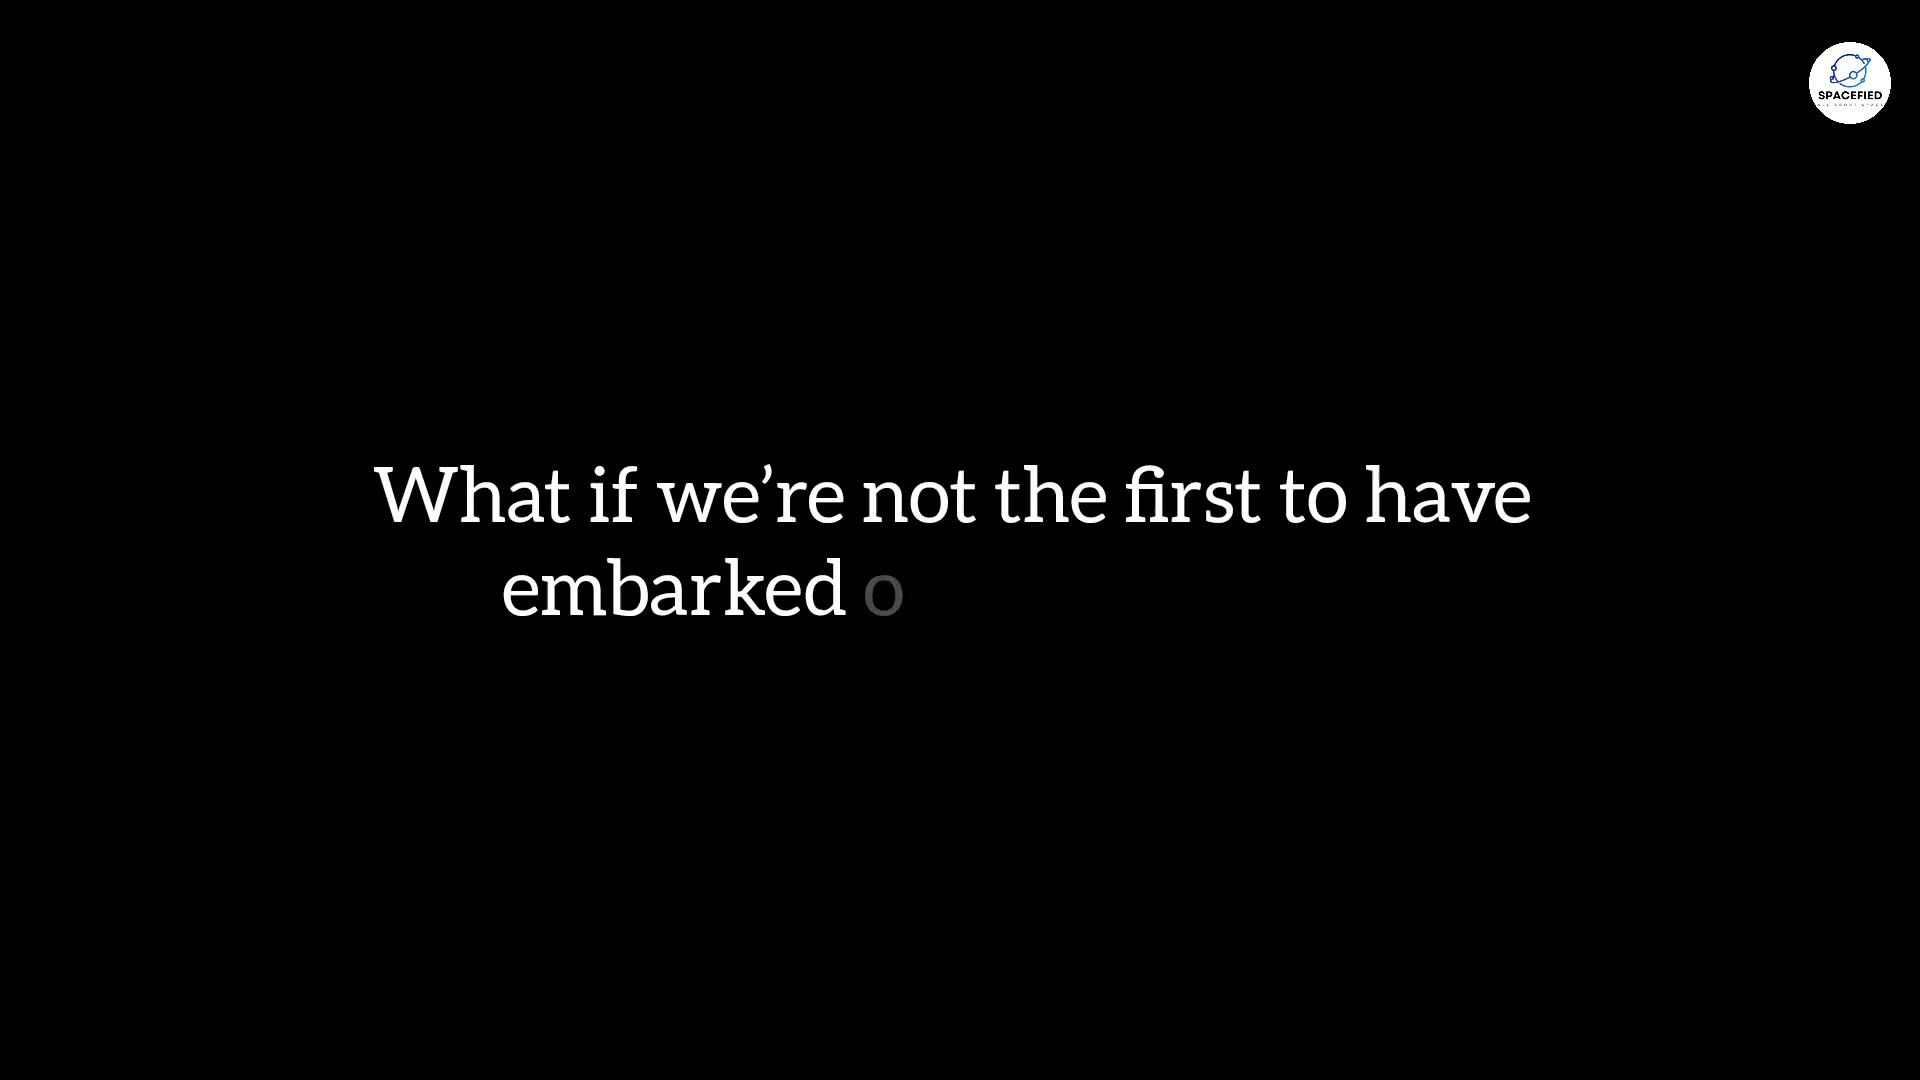 SPACEFIED
What if we’re not the first to have
embarked o